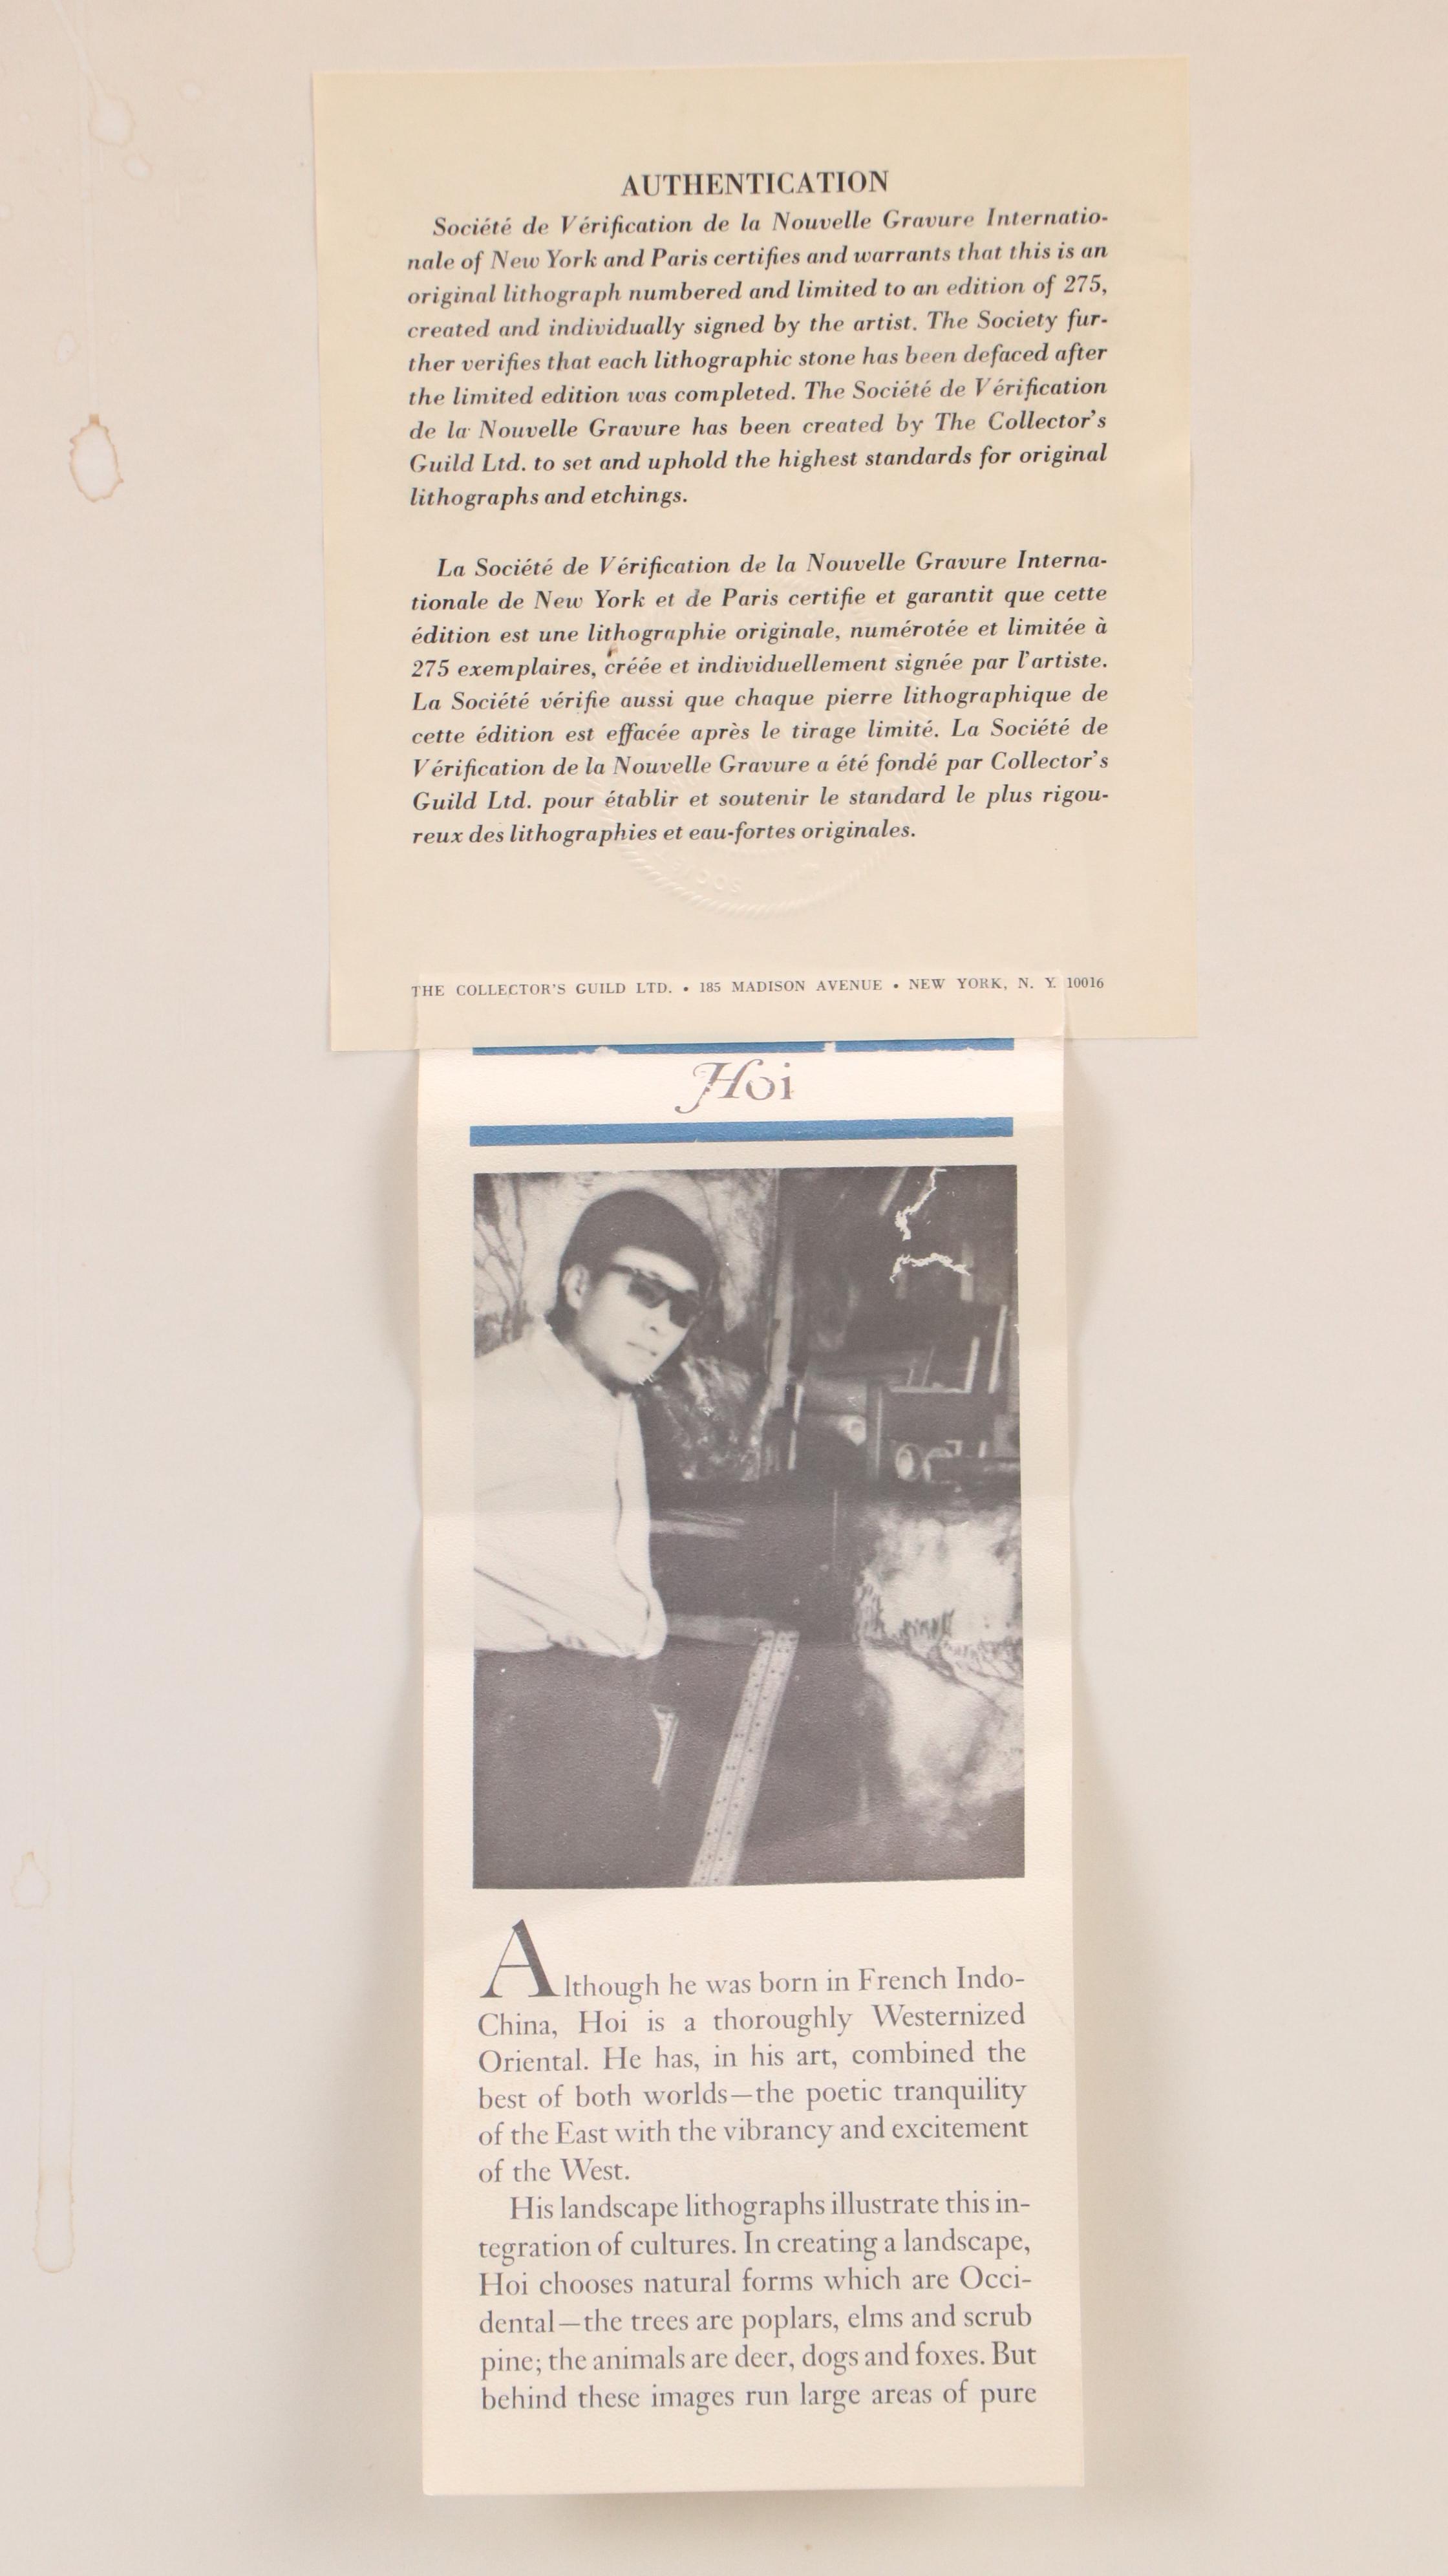 AUTHENTICATION
Société de Vérification de la Nouvelle Gravure Internatio-
nale of New York and Paris certifies and warrants that this is an
original lithograph numbered and limited to an edition of 275,
created and individually signed by the artist. The Society fur-
ther verifies that each lithographic stone has been defaced after
the limited edition was completed. The Société de Vérification
de la Nouvelle Gravure has been created by The Collector's
Guild Ltd. to set and uphold the highest standards for original
lithographs and etchings.
La Société de Vérification de la Nouvelle Gravure Interna-
tionale de New York et de Paris certifie et garantit que cette
édition est une lithographie originale, numérotée et limitée à
275 exemplaires, créée et individuellement signée par l'artiste.
La Société vérifie aussi que chaque pierre lithographique de
cette édition est effacée après le tirage limité. La Société de
Vérification de la Nouvelle Gravure a été fondé par Collector's
Guild Ltd. pour établir et soutenir le standard le plus rigou-
reux des lithographies et eau-fortes originales.
THE COLLECTOR'S GUILD LTD. • 185 MADISON AVENUE • NEW YORK, N. Y. 10016
Hoi
Although he was born in French Indo-
China, Hoi is a thoroughly Westernized
Oriental. He has, in his art, combined the
best of both worlds—the poetic tranquility
of the East with the vibrancy and excitement
of the West.
His landscape lithographs illustrate this in-
tegration of cultures. In creating a landscape,
Hoi chooses natural forms which are Occi-
dental—the trees are poplars, elms and scrub
pine; the animals are deer, dogs and foxes. But
behind these images run large areas of pure